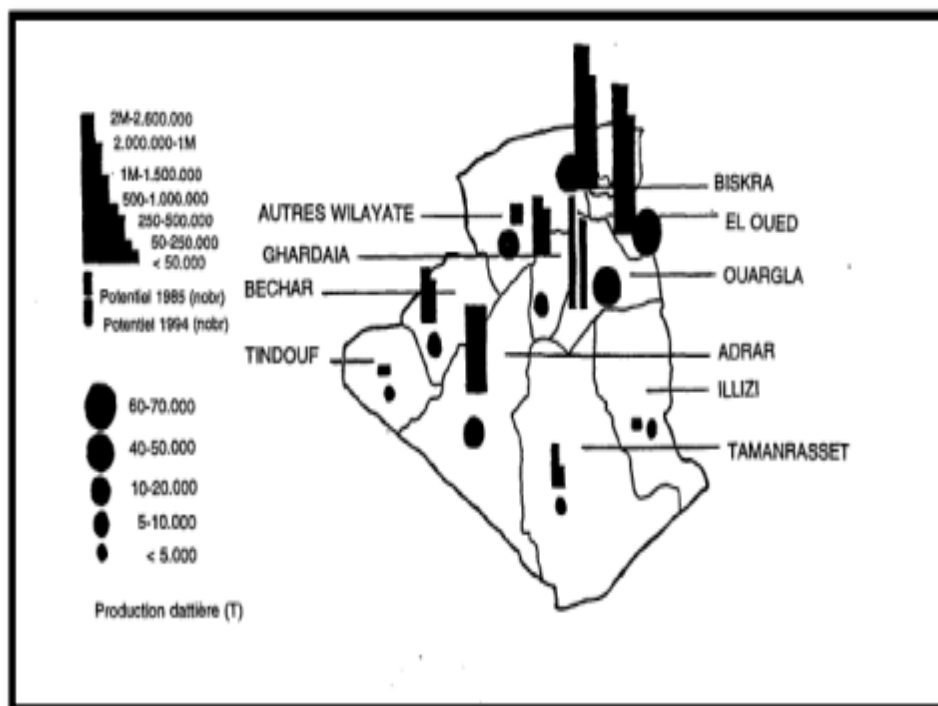 2M-2.600.000
2.000.000-1M
1M-1.500.000
500-1.000.000
250-500.000
50-250.000
< 50.000
Potentiel 1985 (nobr)
Potentiel 1994 (nobr)
60-70.000
40-50.000
10-20.000
5-10.000
< 5.000
Production dattière (T)
AUTRES WILAYATE
GHARDAIA
BECHAR
TINDOUF
BISKRA
EL OUED
OUARGLA
ADRAR
ILLIZI
TAMANRASSET